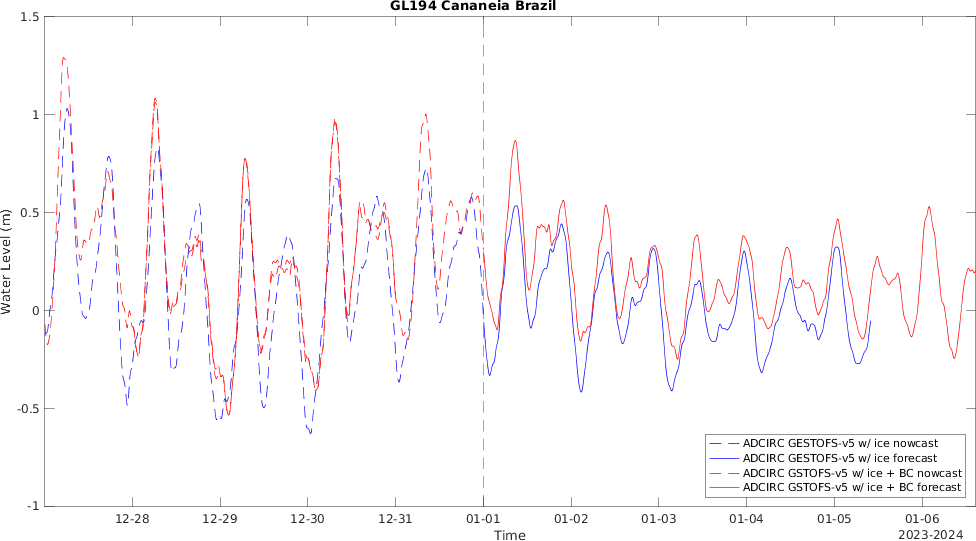 GL194 Cananeia Brazil
1.5
1
0.5
0
-0.5
-1
Water Level (m)
12-28
12-29
12-30
12-31
01-01
01-02
01-03
01-04
01-05
01-06
Time
2023-2024
ADCIRC GESTOFS-v5 w/ ice nowcast
ADCIRC GESTOFS-v5 w/ ice forecast
ADCIRC GSTOFS-v5 w/ ice + BC nowcast
ADCIRC GSTOFS-v5 w/ ice + BC forecast